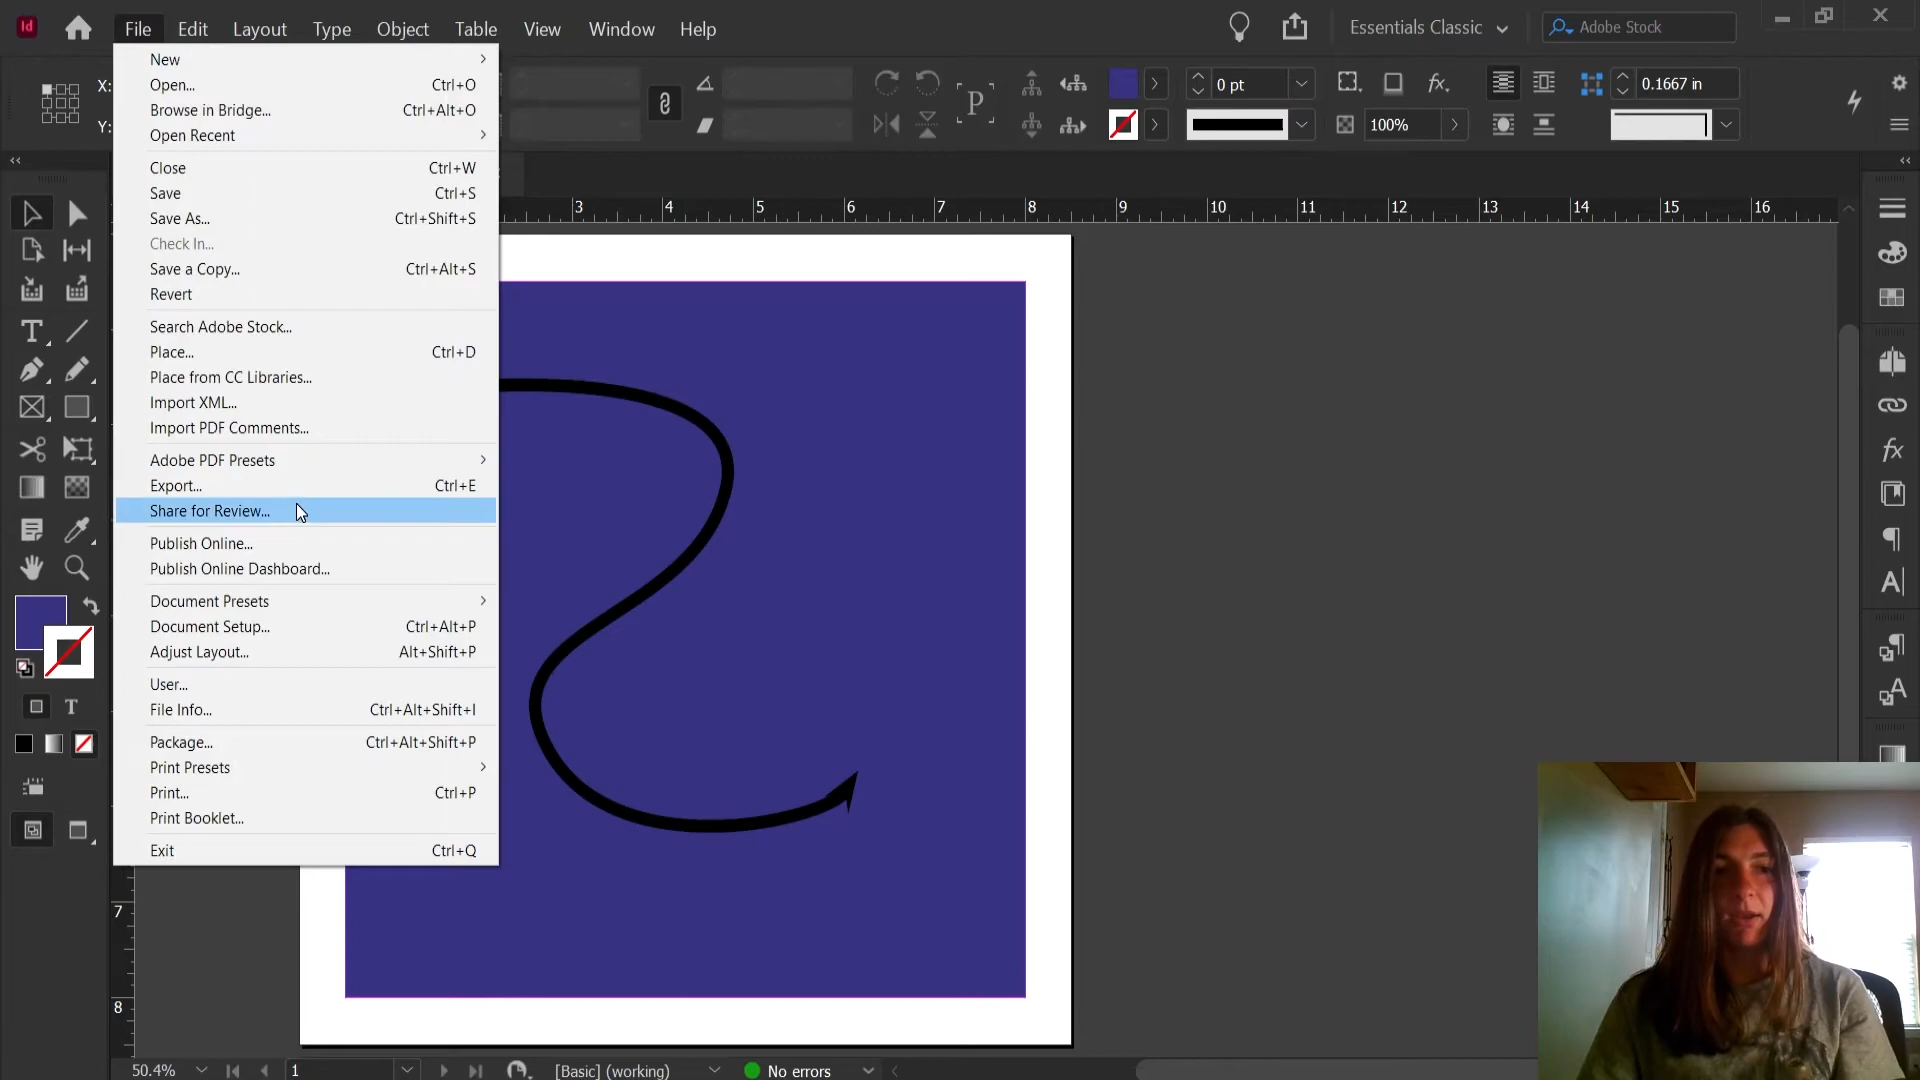 Id
File Edit Layout Type Object Table View Window Help
Essentials Classic
Adobe Stock
X:
Y:
P
fx.
0 pt
0.1667 in
100%
New
Open... Ctrl+O
Browse in Bridge... Ctrl+Alt+O
Open Recent
Close Ctrl+W
Save Ctrl+S
Save As... Ctrl+Shift+S
Check In...
Save a Copy... Ctrl+Alt+S
Revert
Search Adobe Stock...
Place... Ctrl+D
Place from CC Libraries...
Import XML...
Import PDF Comments...
Adobe PDF Presets
Export... Ctrl+E
Share for Review...
Publish Online...
Publish Online Dashboard...
Document Presets
Document Setup... Ctrl+Alt+P
Adjust Layout... Alt+Shift+P
User...
File Info... Ctrl+Alt+Shift+I
Package... Ctrl+Alt+Shift+P
Print Presets
Print... Ctrl+P
Print Booklet...
Exit Ctrl+Q
3 4 5 6 7 8 9 10 11 12 13 14 15 16
7
8
50.4%
1
[Basic] (working)
No errors